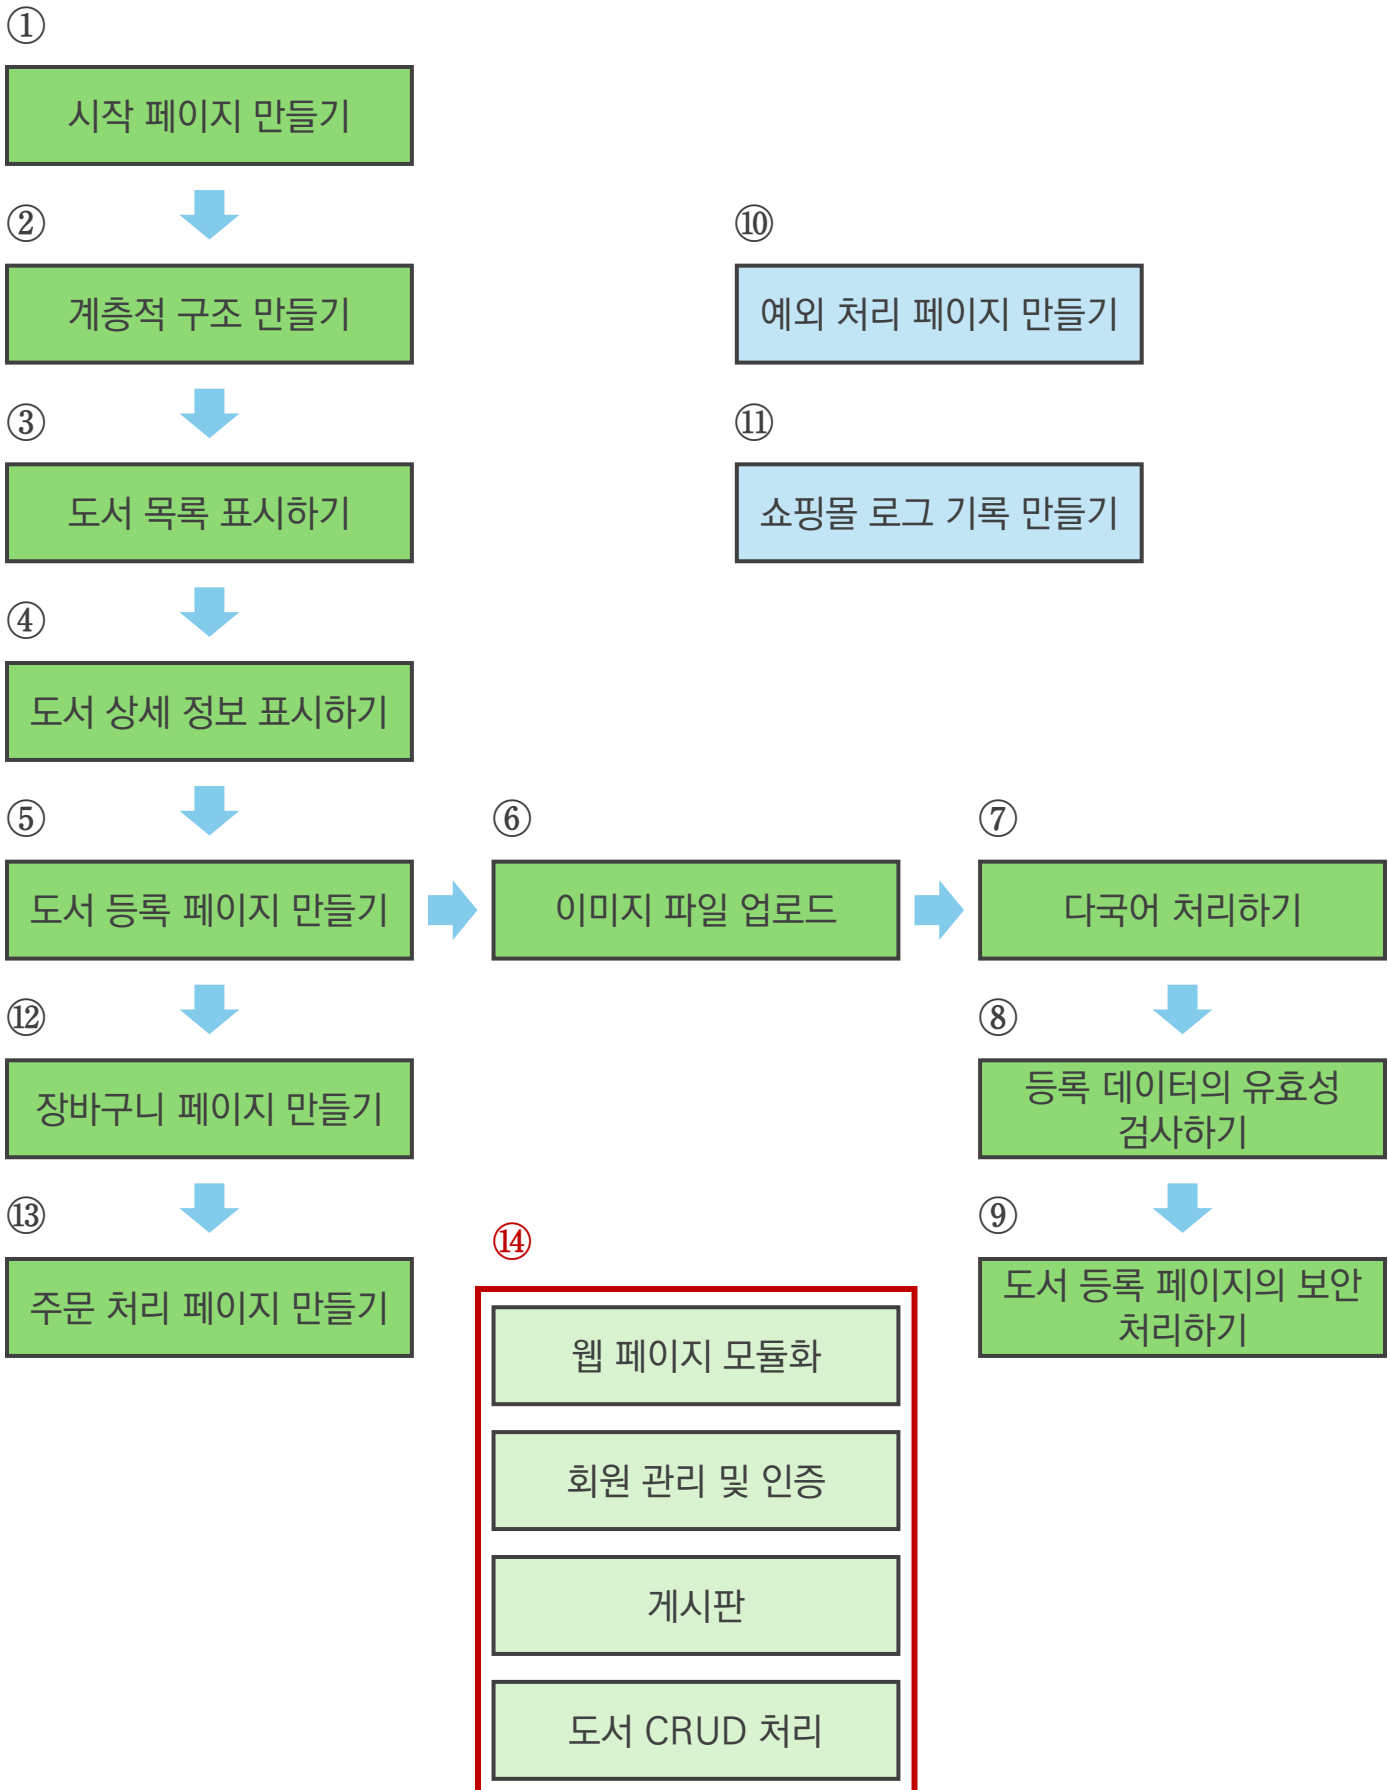 ①
시작 페이지 만들기
②
계층적 구조 만들기
③
도서 목록 표시하기
④
도서 상세 정보 표시하기
⑤
도서 등록 페이지 만들기
⑥
이미지 파일 업로드
⑦
다국어 처리하기
⑧
등록 데이터의 유효성
검사하기
⑨
도서 등록 페이지의 보안
처리하기
⑩
예외 처리 페이지 만들기
⑪
쇼핑몰 로그 기록 만들기
⑫
장바구니 페이지 만들기
⑬
주문 처리 페이지 만들기
⑭
웹 페이지 모듈화
회원 관리 및 인증
게시판
도서 CRUD 처리